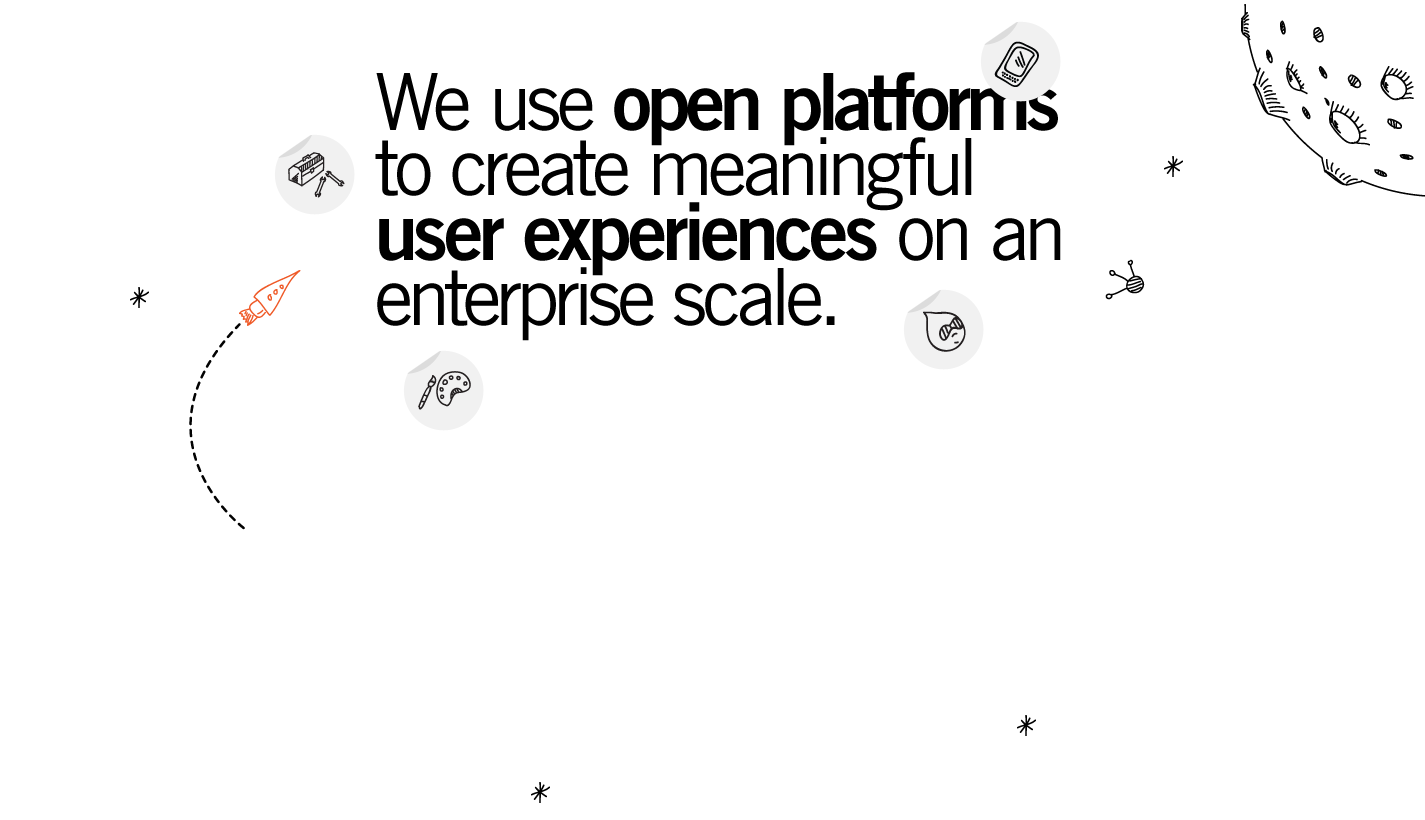 We use open platforms
to create meaningful
user experiences on an
enterprise scale.